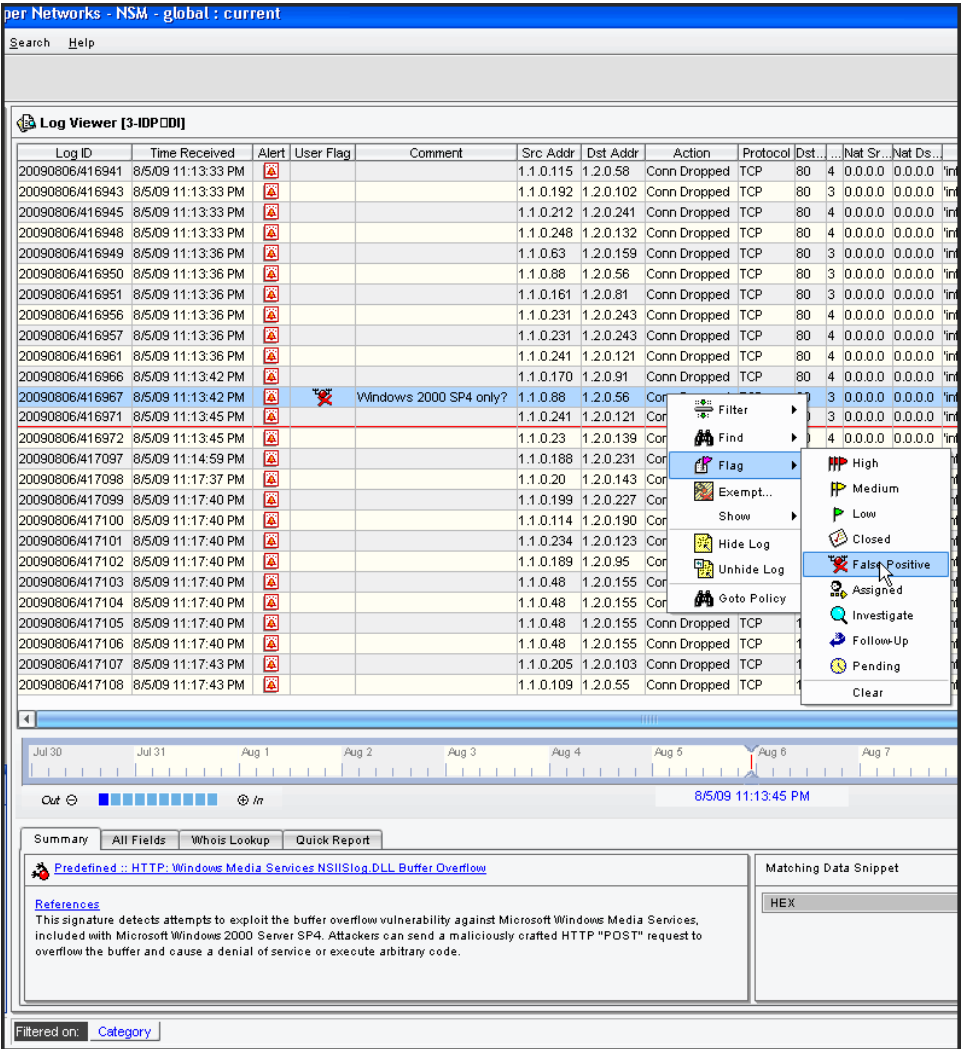 per Networks - NSM - global : current
Search Help
Log Viewer [3-IDP□DI]
Log ID Time Received Alert User Flag Comment Src Addr Dst Addr Action Protocol Dst... ... Nat Sr... Nat Ds...
20090806/416941 8/5/09 11:13:33 PM 1.1.0.115 1.2.0.58 Conn Dropped TCP 80 4 0.0.0.0 0.0.0.0
20090806/416943 8/5/09 11:13:33 PM 1.1.0.192 1.2.0.102 Conn Dropped TCP 80 3 0.0.0.0 0.0.0.0
20090806/416945 8/5/09 11:13:33 PM 1.1.0.212 1.2.0.241 Conn Dropped TCP 80 4 0.0.0.0 0.0.0.0
20090806/416948 8/5/09 11:13:33 PM 1.1.0.248 1.2.0.132 Conn Dropped TCP 80 4 0.0.0.0 0.0.0.0
20090806/416949 8/5/09 11:13:36 PM 1.1.0.63 1.2.0.159 Conn Dropped TCP 80 3 0.0.0.0 0.0.0.0
20090806/416950 8/5/09 11:13:36 PM 1.1.0.88 1.2.0.56 Conn Dropped TCP 80 3 0.0.0.0 0.0.0.0
20090806/416951 8/5/09 11:13:36 PM 1.1.0.161 1.2.0.81 Conn Dropped TCP 80 3 0.0.0.0 0.0.0.0
20090806/416956 8/5/09 11:13:36 PM 1.1.0.231 1.2.0.243 Conn Dropped TCP 80 4 0.0.0.0 0.0.0.0
20090806/416957 8/5/09 11:13:36 PM 1.1.0.231 1.2.0.243 Conn Dropped TCP 80 4 0.0.0.0 0.0.0.0
20090806/416961 8/5/09 11:13:36 PM 1.1.0.241 1.2.0.121 Conn Dropped TCP 80 4 0.0.0.0 0.0.0.0
20090806/416966 8/5/09 11:13:42 PM 1.1.0.170 1.2.0.91 Conn Dropped TCP 80 4 0.0.0.0 0.0.0.0
20090806/416967 8/5/09 11:13:42 PM Windows 2000 SP4 only? 1.1.0.88 1.2.0.56 3 0.0.0.0 0.0.0.0
20090806/416971 8/5/09 11:13:45 PM 1.1.0.241 1.2.0.121 3 0.0.0.0 0.0.0.0
20090806/416972 8/5/09 11:13:45 PM 1.1.0.23 1.2.0.139 4 0.0.0.0 0.0.0.0
20090806/417097 8/5/09 11:14:59 PM 1.1.0.188 1.2.0.231
20090806/417098 8/5/09 11:17:37 PM 1.1.0.20 1.2.0.143
20090806/417099 8/5/09 11:17:40 PM 1.1.0.199 1.2.0.227
20090806/417100 8/5/09 11:17:40 PM 1.1.0.114 1.2.0.190
20090806/417101 8/5/09 11:17:40 PM 1.1.0.234 1.2.0.123
20090806/417102 8/5/09 11:17:40 PM 1.1.0.189 1.2.0.95
20090806/417103 8/5/09 11:17:40 PM 1.1.0.48 1.2.0.155
20090806/417104 8/5/09 11:17:40 PM 1.1.0.48 1.2.0.155
20090806/417105 8/5/09 11:17:40 PM 1.1.0.48 1.2.0.155 Conn Dropped TCP
20090806/417106 8/5/09 11:17:40 PM 1.1.0.48 1.2.0.155 Conn Dropped TCP
20090806/417107 8/5/09 11:17:43 PM 1.1.0.205 1.2.0.103 Conn Dropped TCP
20090806/417108 8/5/09 11:17:43 PM 1.1.0.109 1.2.0.55 Conn Dropped TCP
Filter
Find
Flag
Exempt...
Show
Hide Log
Unhide Log
Goto Policy
High
Medium
Low
Closed
False Positive
Assigned
Investigate
Follow-Up
Pending
Clear
Jul 30 Jul 31 Aug 1 Aug 2 Aug 3 Aug 4 Aug 5 Aug 6 Aug 7
Out In
8/5/09 11:13:45 PM
Summary All Fields Whois Lookup Quick Report
Predefined :: HTTP: Windows Media Services NSIISlog.DLL Buffer Overflow
References
This signature detects attempts to exploit the buffer overflow vulnerability against Microsoft Windows Media Services,
included with Microsoft Windows 2000 Server SP4. Attackers can send a maliciously crafted HTTP "POST" request to
overflow the buffer and cause a denial of service or execute arbitrary code.
Matching Data Snippet
HEX
Filtered on: Category